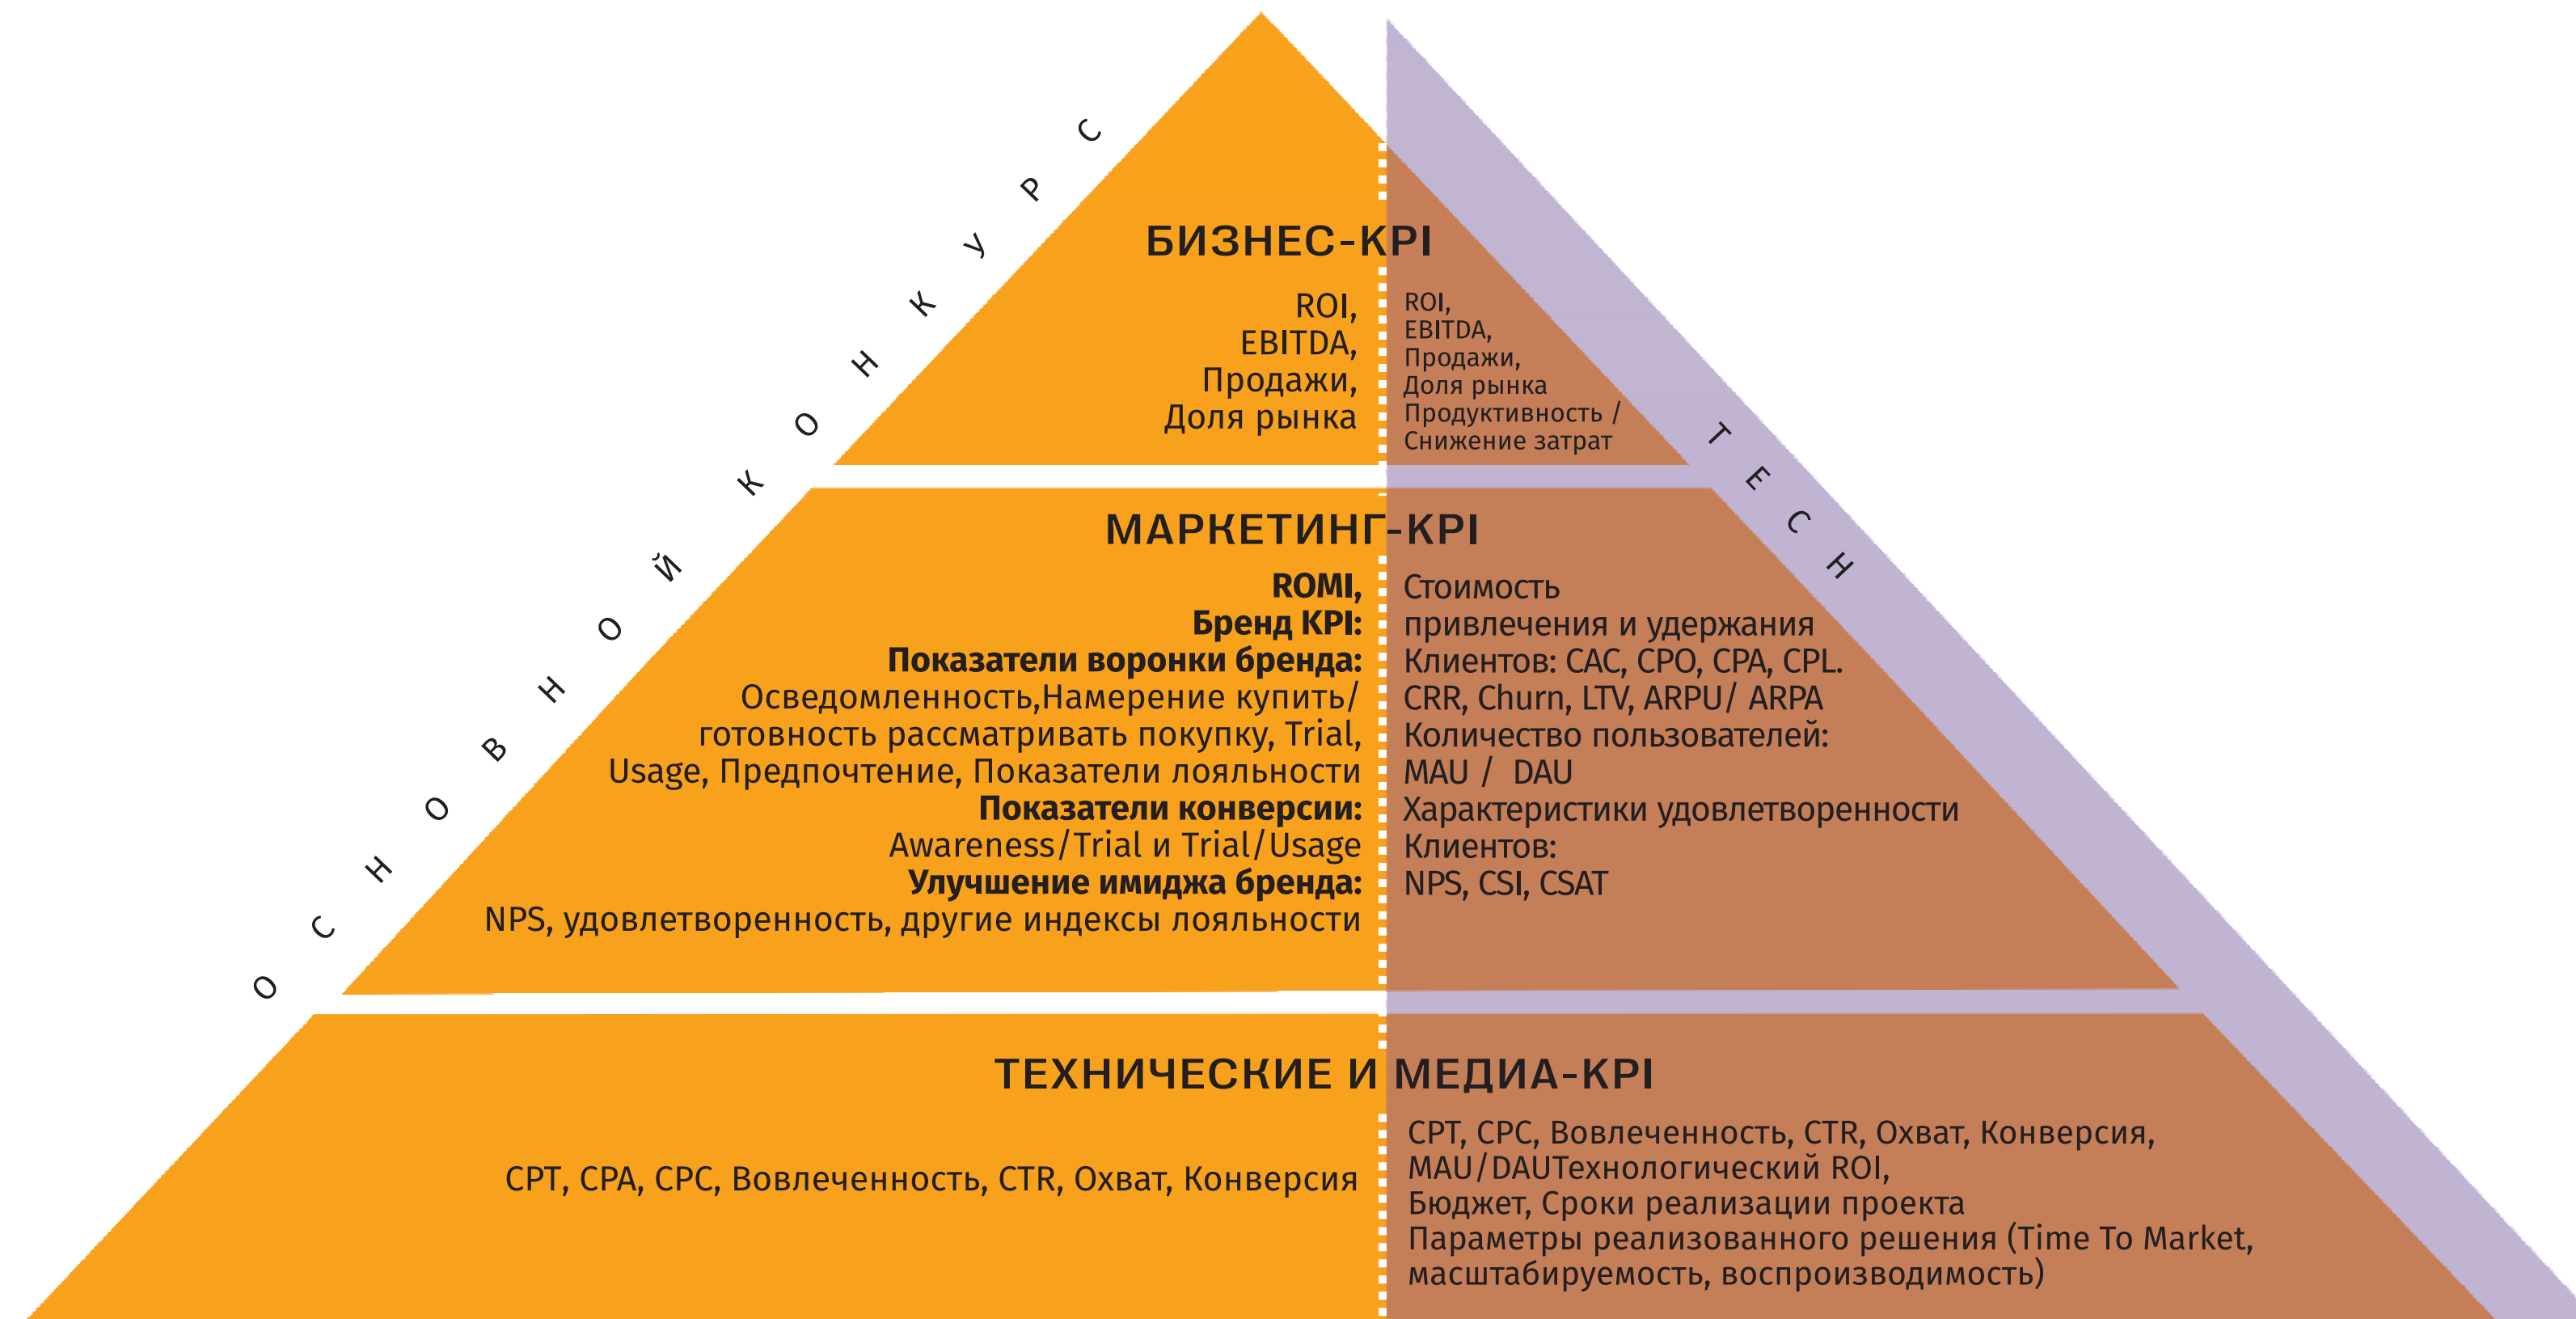 ОСНОВНОЙ КОНКУРС
ТЕСН
БИЗНЕС-KPI
ROI,
EBITDA,
Продажи,
Доля рынка
ROI,
EBITDA,
Продажи,
Доля рынка
Продуктивность /
Снижение затрат
МАРКЕТИНГ-KPI
ROMI,
Бренд KPI:
Показатели воронки бренда:
Осведомленность,Намерение купить/
готовность рассматривать покупку, Trial,
Usage, Предпочтение, Показатели лояльности
Показатели конверсии:
Awareness/Trial и Trial/Usage
Улучшение имиджа бренда:
NPS, удовлетворенность, другие индексы лояльности
Стоимость
привлечения и удержания
Клиентов: CAC, CPO, CPA, CPL.
CRR, Churn, LTV, ARPU/ ARPA
Количество пользователей:
MAU / DAU
Характеристики удовлетворенности
Клиентов:
NPS, CSI, CSAT
ТЕХНИЧЕСКИЕ И МЕДИА-KPI
CPT, CPA, CPC, Вовлеченность, CTR, Охват, Конверсия
CPT, CPC, Вовлеченность, CTR, Охват, Конверсия,
MAU/DAUТехнологический ROI,
Бюджет, Сроки реализации проекта
Параметры реализованного решения (Time To Market,
масштабируемость, воспроизводимость)